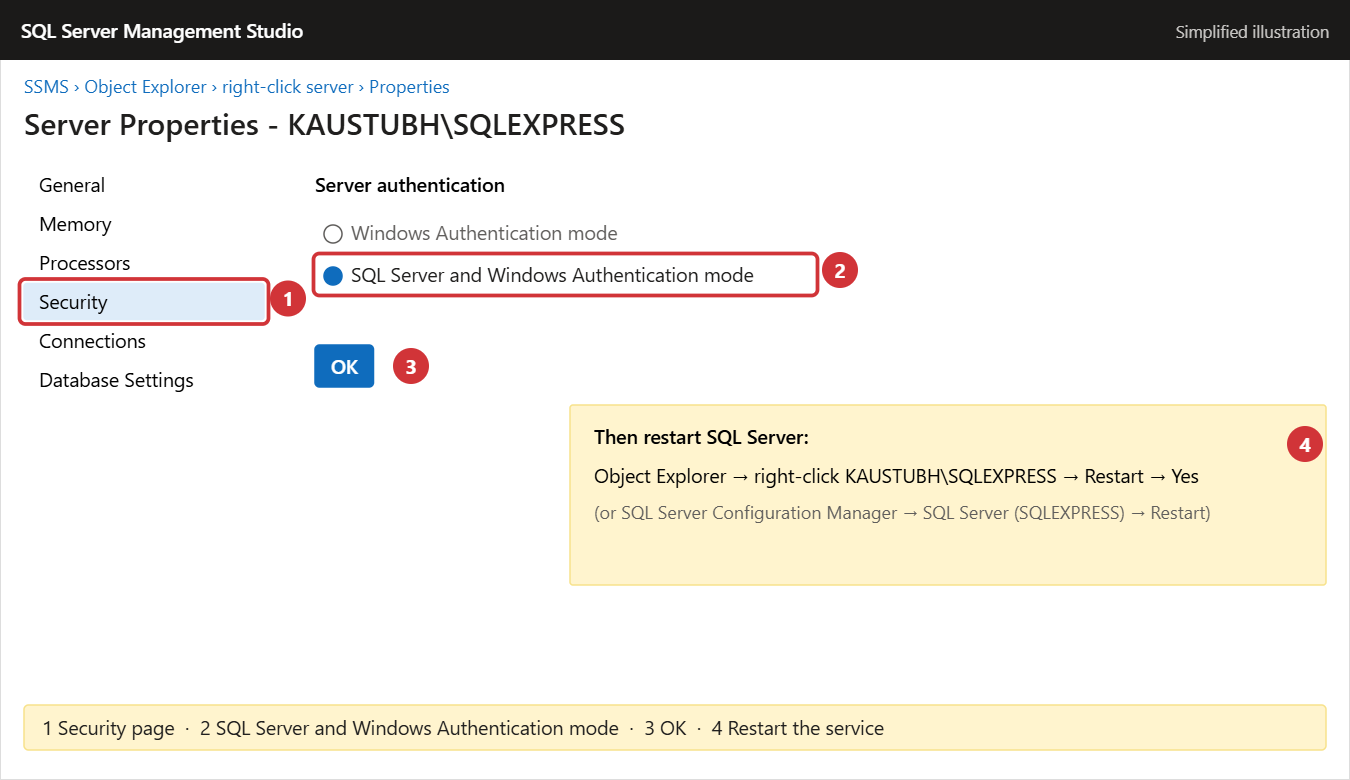 SQL Server Management Studio
Simplified illustration
SSMS › Object Explorer › right-click server › Properties
Server Properties - KAUSTUBH\SQLEXPRESS
General
Memory
Processors
Security
1
Connections
Database Settings
Server authentication
Windows Authentication mode
SQL Server and Windows Authentication mode
2
OK
3
Then restart SQL Server:
4
Object Explorer → right-click KAUSTUBH\SQLEXPRESS → Restart → Yes
(or SQL Server Configuration Manager → SQL Server (SQLEXPRESS) → Restart)
1 Security page · 2 SQL Server and Windows Authentication mode · 3 OK · 4 Restart the service